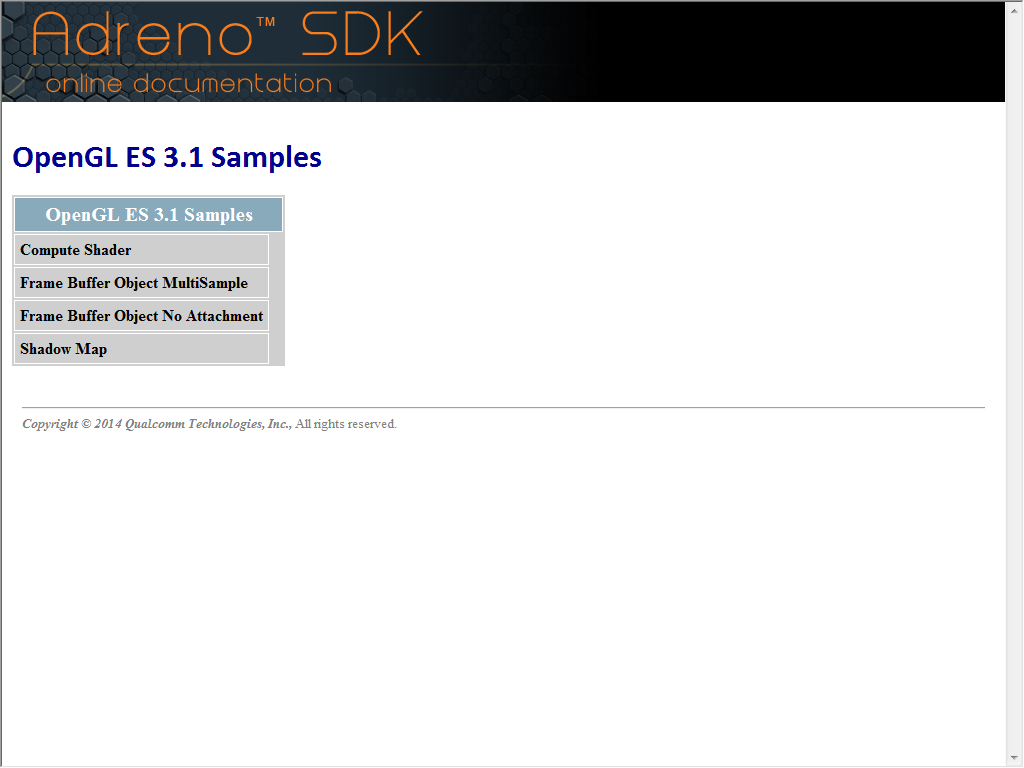 Adreno™ SDK
online documentation
OpenGL ES 3.1 Samples
OpenGL ES 3.1 Samples
Compute Shader
Frame Buffer Object MultiSample
Frame Buffer Object No Attachment
Shadow Map
Copyright © 2014 Qualcomm Technologies, Inc., All rights reserved.